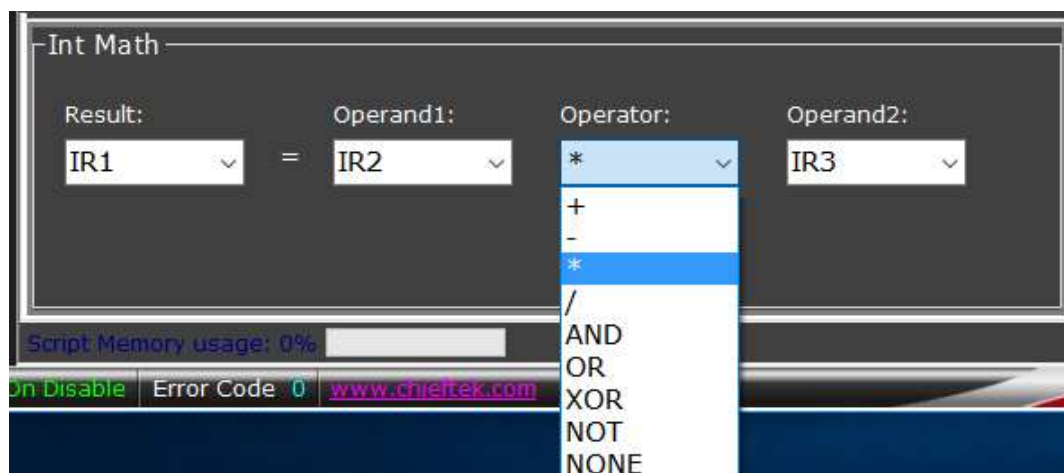 Int Math
Result: Operand1: Operator: Operand2:
IR1 = IR2 * IR3
+
-
*
/
AND
OR
XOR
NOT
NONE
Script Memory usage: 0%
On Disable Error Code 0 www.chieftek.com